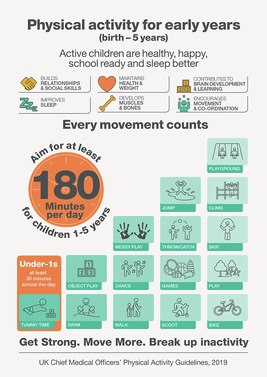 Physical activity for early years
(birth – 5 years)
Active children are healthy, happy,
school ready and sleep better
BUILDS
RELATIONSHIPS
& SOCIAL SKILLS
MAINTAINS
HEALTH &
WEIGHT
CONTRIBUTES TO
BRAIN DEVELOPMENT
& LEARNING
IMPROVES
SLEEP
DEVELOPS
MUSCLES
& BONES
ENCOURAGES
MOVEMENT
& CO-ORDINATION
Every movement counts
Aim for at least
180
Minutes
per day
for children 1-5 years
PLAYGROUND
JUMP
CLIMB
MESSY PLAY
THROW/CATCH
SKIP
Under-1s
at least
30 minutes
across the day
OBJECT PLAY
DANCE
GAMES
PLAY
TUMMY TIME
SWIM
WALK
SCOOT
BIKE
Get Strong. Move More. Break up inactivity
UK Chief Medical Officers' Physical Activity Guidelines, 2019